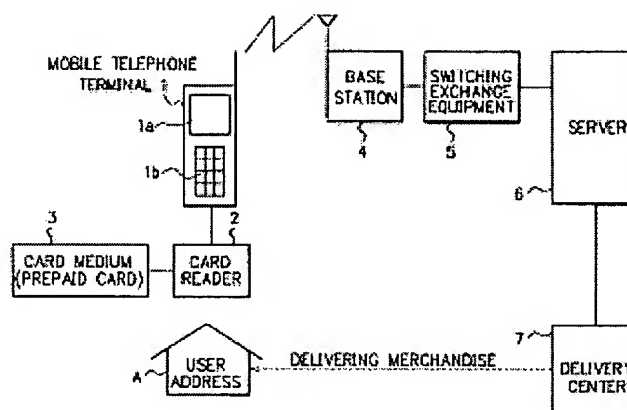 MOBILE TELEPHONE
TERMINAL
1a
1b
BASE
STATION
4
SWITCHING
EXCHANGE
EQUIPMENT
5
SERVER
6
3
CARD MEDIUM
(PREPAID CARD)
2
CARD
READER
7
A
USER
ADDRESS
DELIVERING MERCHANDISE
DELIVERY
CENTER